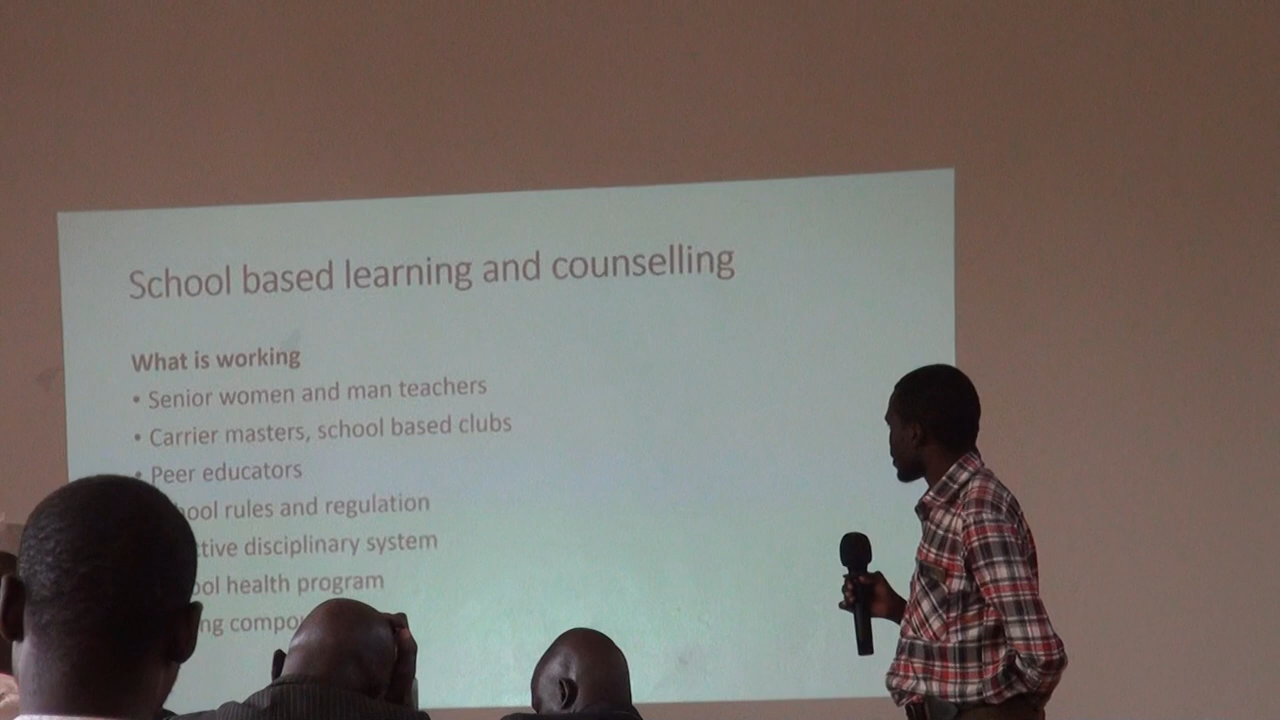 School based learning and counselling
What is working
• Senior women and man teachers
• Carrier masters, school based clubs
• Peer educators
rules and regulation
disciplinary system
health program